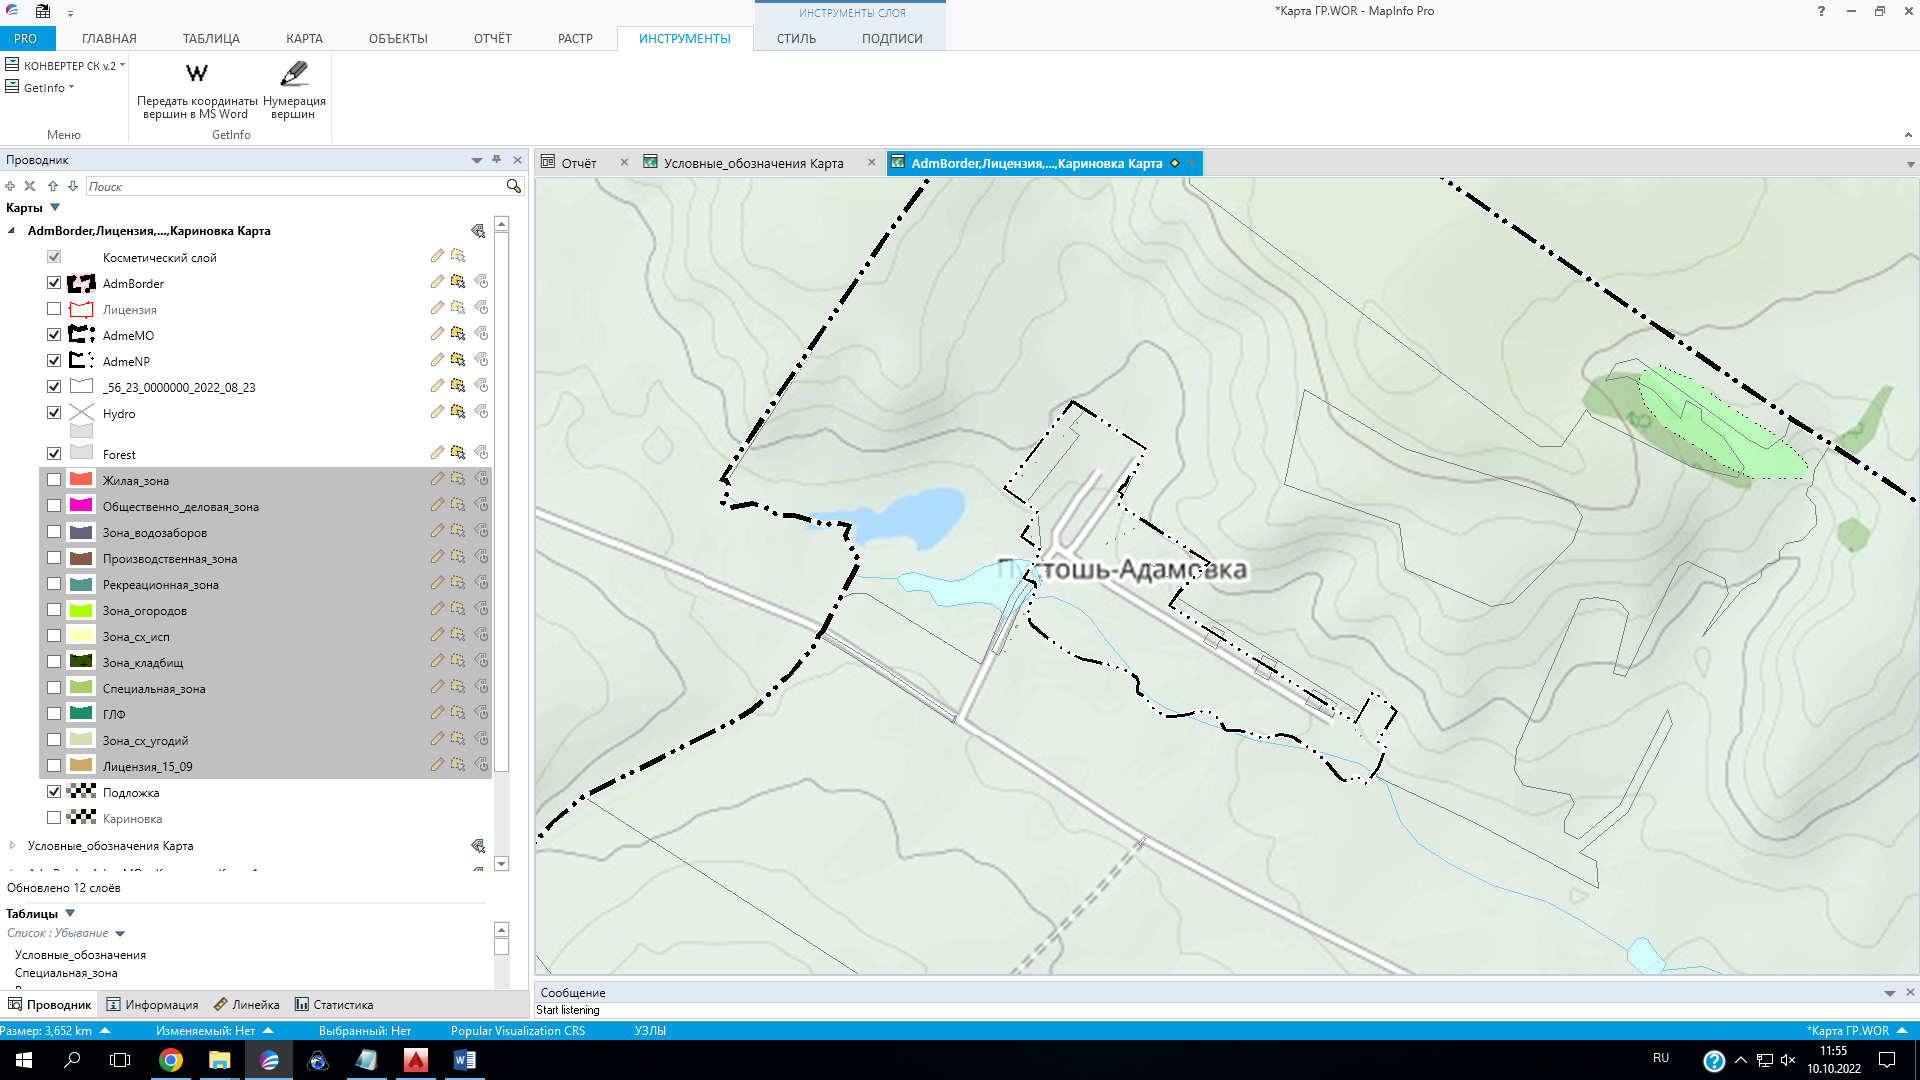 *Карта ГР.WOR - MapInfo Pro
ИНСТРУМЕНТЫ СЛОЯ
PRO ГЛАВНАЯ ТАБЛИЦА КАРТА ОБЪЕКТЫ ОТЧЁТ РАСТР ИНСТРУМЕНТЫ СТИЛЬ ПОДПИСИ
КОНВЕРТЕР СК v.2
GetInfo
Меню
W
Передать координаты
вершин в MS Word
Нумерация
вершин
GetInfo
Проводник
Поиск
Карты
AdmBorder,Лицензия,...,Кариновка Карта
Косметический слой
AdmBorder
Лицензия
AdmeMO
AdmeNP
_56_23_0000000_2022_08_23
Hydro
Forest
Жилая_зона
Общественно_деловая_зона
Зона_водозаборов
Производственная_зона
Рекреационная_зона
Зона_огородов
Зона_сх_исп
Зона_кладбищ
Специальная_зона
ГЛФ
Зона_сх_угодий
Лицензия_15_09
Подложка
Кариновка
Условные_обозначения Карта
Обновлено 12 слоёв
Таблицы
Список : Убывание
Условные_обозначения
Специальная_зона
Проводник Информация Линейка Статистика
Отчёт
Условные_обозначения Карта
AdmBorder,Лицензия,...,Кариновка Карта
Пустошь-Адамовка
Сообщение
Start listening
Размер: 3,652 km Изменяемый: Нет Выбранный: Нет Popular Visualization CRS УЗЛЫ *Карта ГР.WOR
RU
11:55
10.10.2022